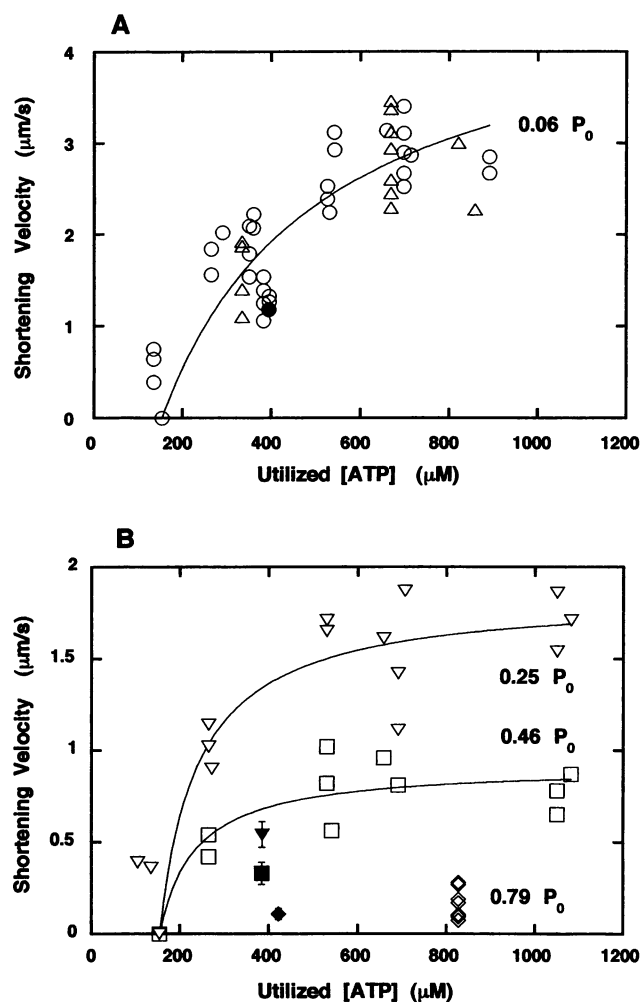 A
4
3
2
1
0
Shortening Velocity (μm/s)
0.06 P0
0 200 400 600 800 1000 1200
Utilized [ATP] (μM)
B
2
1.5
1
0.5
0
Shortening Velocity (μm/s)
0.25 P0
0.46 P0
0.79 P0
0 200 400 600 800 1000 1200
Utilized [ATP] (μM)